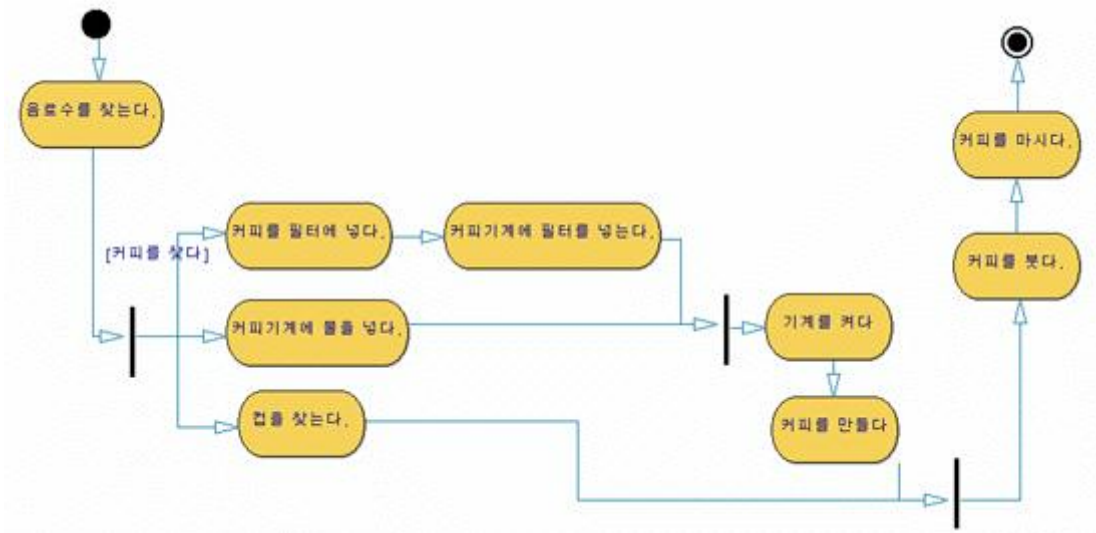 음료수를 찾는다.
[커피를 찾다]
커피를 필터에 넣다.
커피기계에 필터를 넣는다.
커피기계에 물을 넣다.
컵을 찾는다.
기계를 켜다
커피를 만들다
커피를 붓다.
커피를 마시다.